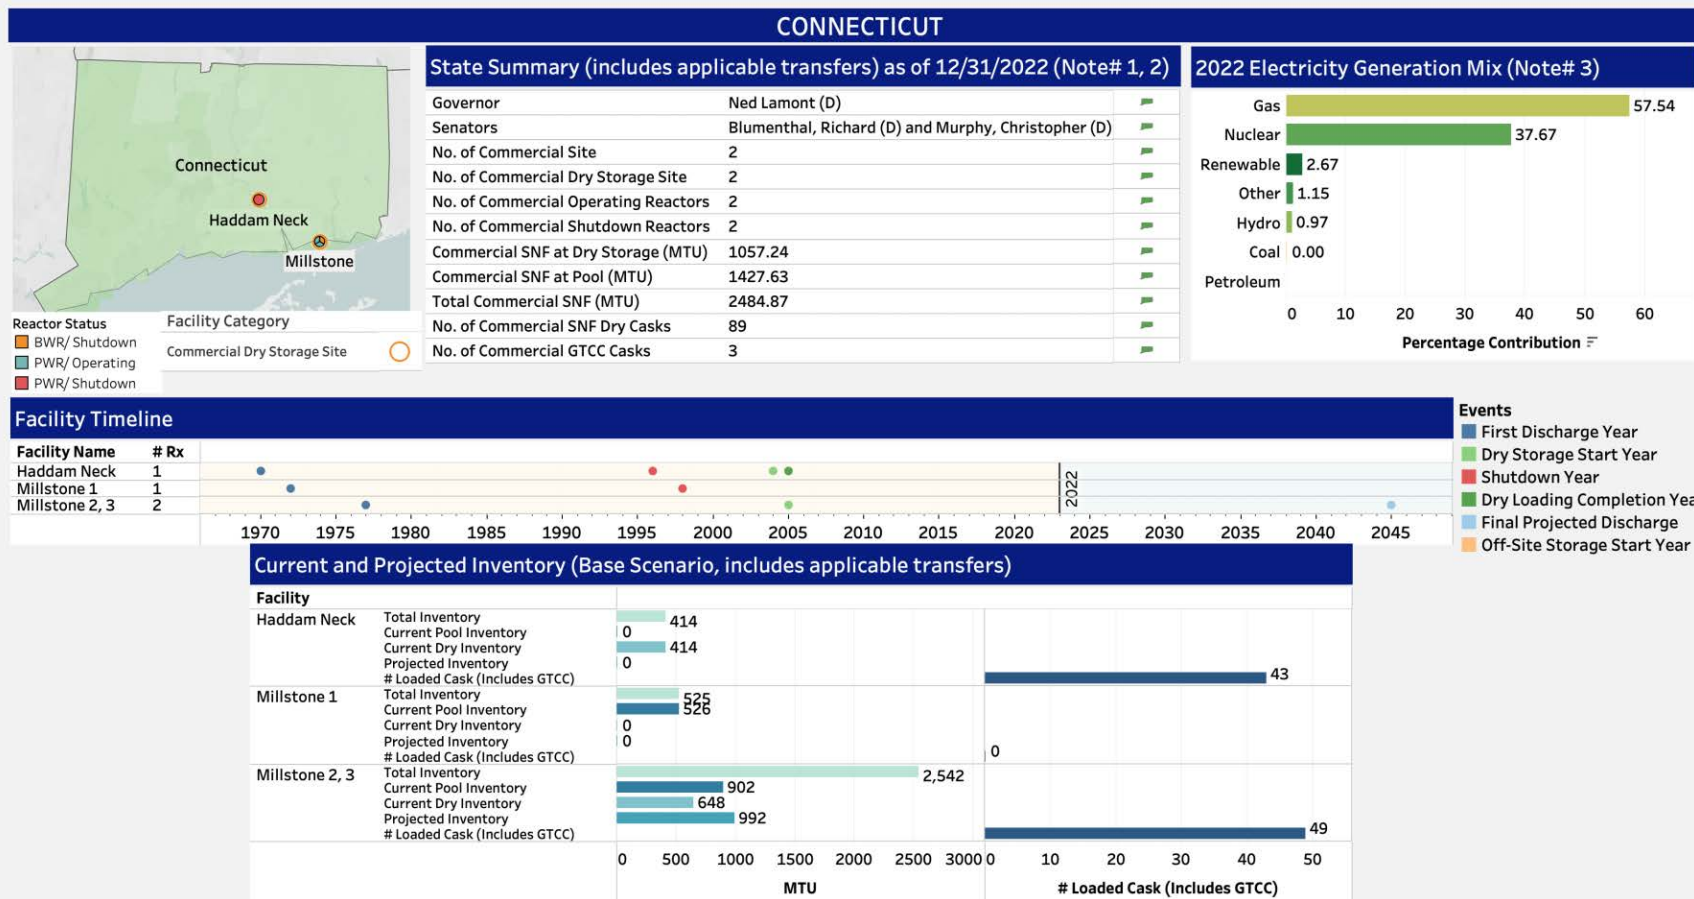 CONNECTICUT
Connecticut
Haddam Neck
Millstone
Reactor Status
BWR/ Shutdown
PWR/ Operating
PWR/ Shutdown
Facility Category
Commercial Dry Storage Site
State Summary (includes applicable transfers) as of 12/31/2022 (Note# 1, 2)
Governor Ned Lamont (D)
Senators Blumenthal, Richard (D) and Murphy, Christopher (D)
No. of Commercial Site 2
No. of Commercial Dry Storage Site 2
No. of Commercial Operating Reactors 2
No. of Commercial Shutdown Reactors 2
Commercial SNF at Dry Storage (MTU) 1057.24
Commercial SNF at Pool (MTU) 1427.63
Total Commercial SNF (MTU) 2484.87
No. of Commercial SNF Dry Casks 89
No. of Commercial GTCC Casks 3
2022 Electricity Generation Mix (Note# 3)
Gas 57.54
Nuclear 37.67
Renewable 2.67
Other 1.15
Hydro 0.97
Coal 0.00
Petroleum
0 10 20 30 40 50 60
Percentage Contribution
Facility Timeline
Facility Name # Rx
Haddam Neck 1
Millstone 1 1
Millstone 2, 3 2
2022
1970 1975 1980 1985 1990 1995 2000 2005 2010 2015 2020 2025 2030 2035 2040 2045
Events
First Discharge Year
Dry Storage Start Year
Shutdown Year
Dry Loading Completion Yea
Final Projected Discharge
Off-Site Storage Start Year
Current and Projected Inventory (Base Scenario, includes applicable transfers)
Facility
Haddam Neck Total Inventory 414
Current Pool Inventory 0
Current Dry Inventory 414
Projected Inventory 0
# Loaded Cask (Includes GTCC) 43
Millstone 1 Total Inventory 525
Current Pool Inventory 526
Current Dry Inventory 0
Projected Inventory 0
# Loaded Cask (Includes GTCC) 0
Millstone 2, 3 Total Inventory 2,542
Current Pool Inventory 902
Current Dry Inventory 648
Projected Inventory 992
# Loaded Cask (Includes GTCC) 49
0 500 1000 1500 2000 2500 3000 0 10 20 30 40 50
MTU # Loaded Cask (Includes GTCC)